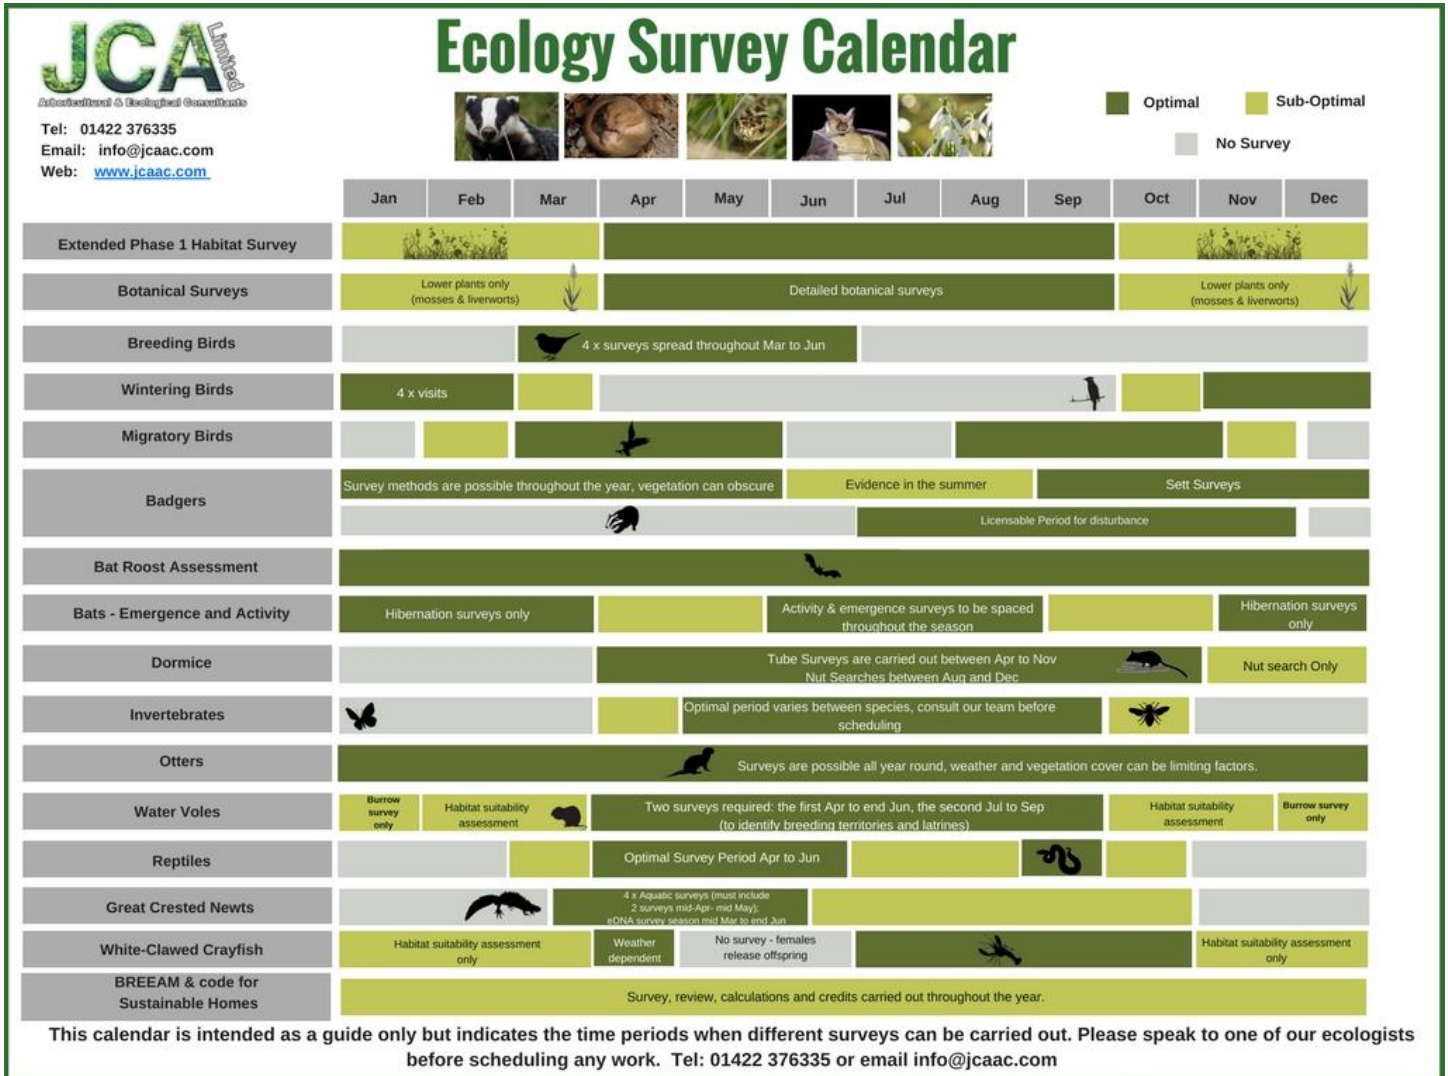 JCA
Limited
Arboricultural & Ecological Consultants
Ecology Survey Calendar
Tel: 01422 376335
Email: info@jcaac.com
Web: www.jcaac.com
Optimal
Sub-Optimal
No Survey
Jan Feb Mar Apr May Jun Jul Aug Sep Oct Nov Dec
Extended Phase 1 Habitat Survey
Botanical Surveys
Lower plants only
(mosses & liverworts)
Detailed botanical surveys
Lower plants only
(mosses & liverworts)
Breeding Birds
4 x surveys spread throughout Mar to Jun
Wintering Birds
4 x visits
Migratory Birds
Badgers
Survey methods are possible throughout the year, vegetation can obscure
Evidence in the summer
Sett Surveys
Licensable Period for disturbance
Bat Roost Assessment
Bats - Emergence and Activity
Hibernation surveys only
Activity & emergence surveys to be spaced
throughout the season
Hibernation surveys
only
Dormice
Tube Surveys are carried out between Apr to Nov
Nut Searches between Aug and Dec
Nut search Only
Invertebrates
Optimal period varies between species, consult our team before
scheduling
Otters
Surveys are possible all year round, weather and vegetation cover can be limiting factors.
Water Voles
Burrow
survey
only
Habitat suitability
assessment
Two surveys required: the first Apr to end Jun, the second Jul to Sep
(to identify breeding territories and latrines)
Habitat suitability
assessment
Burrow survey
only
Reptiles
Optimal Survey Period Apr to Jun
Great Crested Newts
4 x Aquatic surveys (must include
2 surveys mid-Apr- mid May);
eDNA survey season mid Mar to end Jun
White-Clawed Crayfish
Habitat suitability assessment
only
Weather
dependent
No survey - females
release offspring
Habitat suitability assessment
only
BREEAM & code for
Sustainable Homes
Survey, review, calculations and credits carried out throughout the year.
This calendar is intended as a guide only but indicates the time periods when different surveys can be carried out. Please speak to one of our ecologists
before scheduling any work. Tel: 01422 376335 or email info@jcaac.com